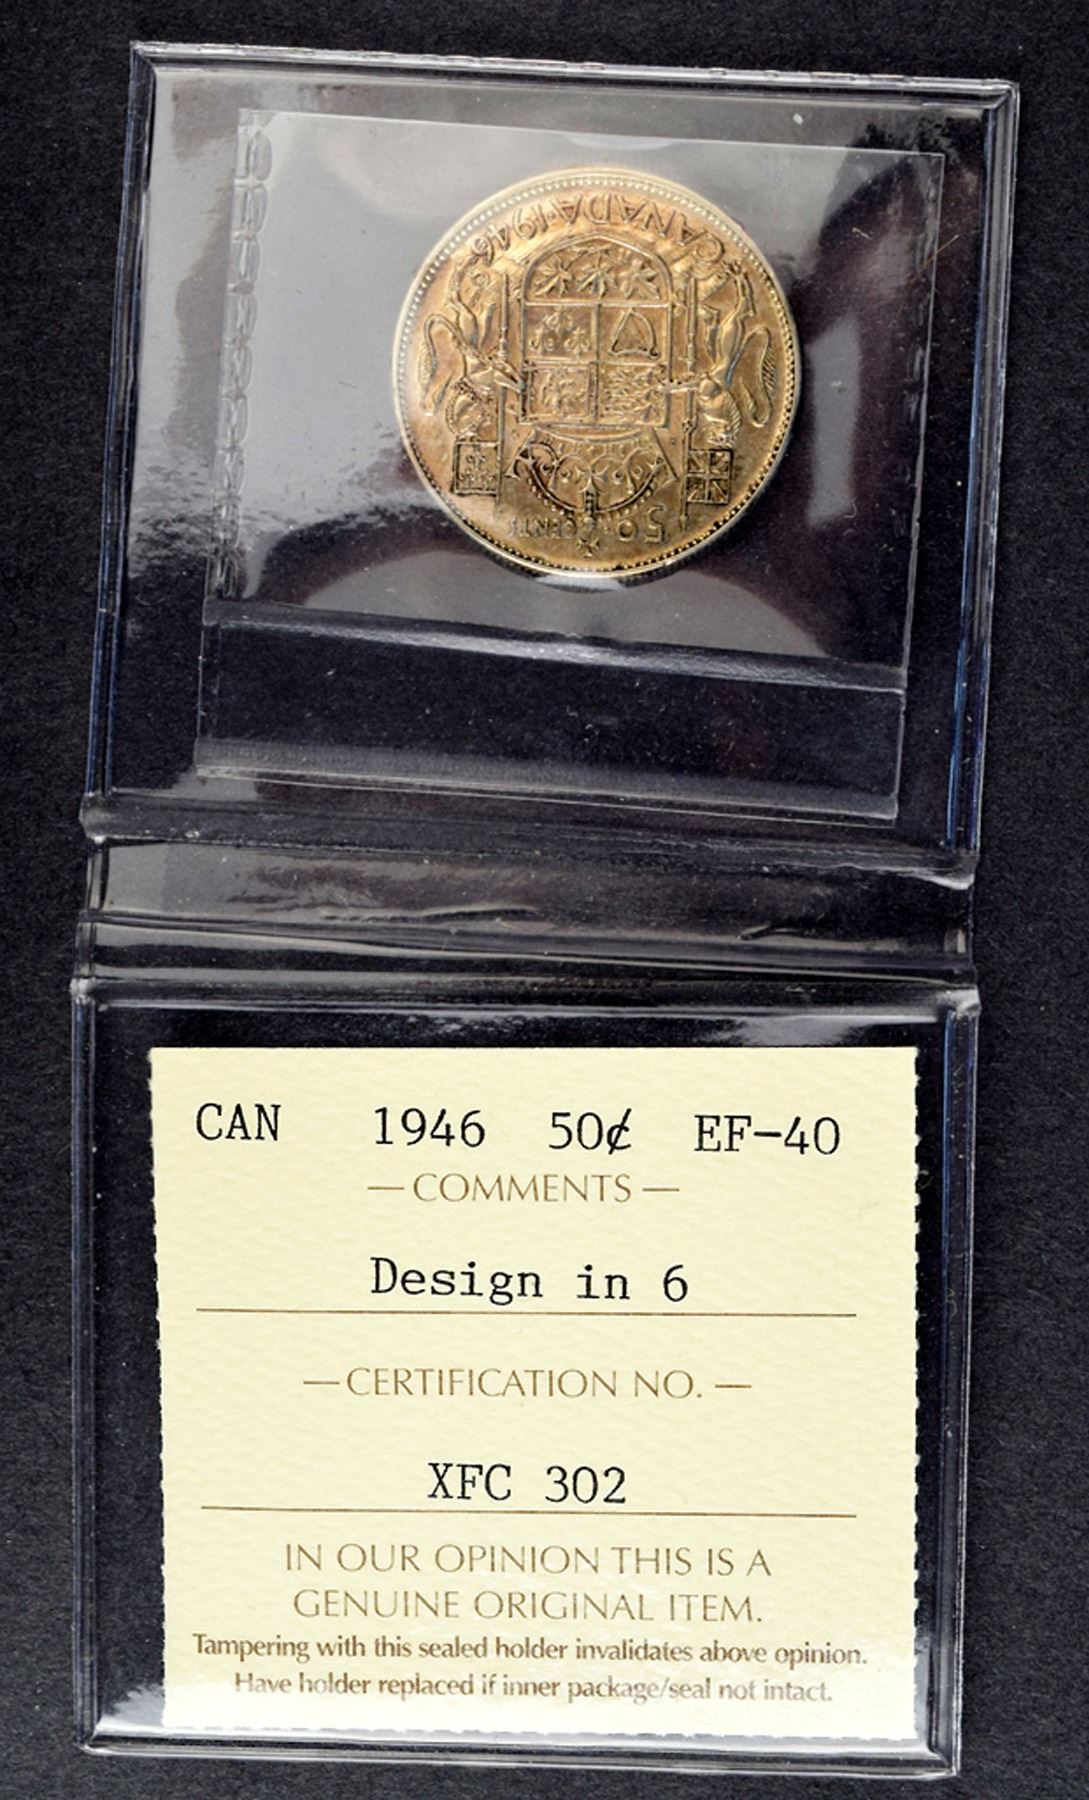 CANADA·1946
50 CENTS
CAN 1946 50¢ EF-40
—COMMENTS—
Design in 6
—CERTIFICATION NO.—
XFC 302
IN OUR OPINION THIS IS A
GENUINE ORIGINAL ITEM.
Tampering with this sealed holder invalidates above opinion.
Have holder replaced if inner package/seal not intact.